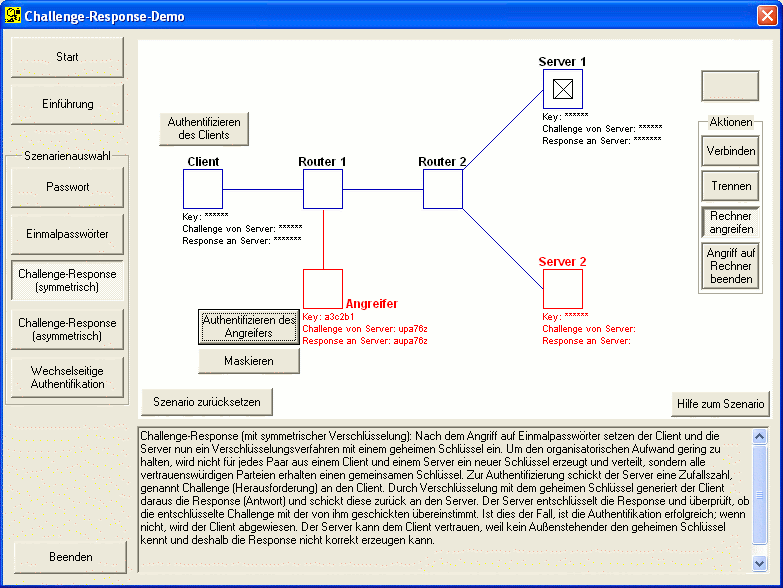 Challenge-Response-Demo
Start
Einführung
Szenarienauswahl
Passwort
Einmalpasswörter
Challenge-Response
(symmetrisch)
Challenge-Response
(asymmetrisch)
Wechselseitige
Authentifikation
Beenden
Authentifizieren
des Clients
Client
Key: ******
Challenge von Server: ******
Response an Server: *******
Router 1
Router 2
Server 1
Key: ******
Challenge von Server: ******
Response an Server: *******
Server 2
Key: ******
Challenge von Server:
Response an Server:
Angreifer
Key: a3c2b1
Challenge von Server: upa76z
Response an Server: aupa76z
Authentifizieren des
Angreifers
Maskieren
Szenario zurücksetzen
Hilfe zum Szenario
Aktionen
Verbinden
Trennen
Rechner
angreifen
Angriff auf
Rechner
beenden
Challenge-Response (mit symmetrischer Verschlüsselung): Nach dem Angriff auf Einmalpasswörter setzen der Client und die
Server nun ein Verschlüsselungsverfahren mit einem geheimen Schlüssel ein. Um den organisatorischen Aufwand gering zu
halten, wird nicht für jedes Paar aus einem Client und einem Server ein neuer Schlüssel erzeugt und verteilt, sondern alle
vertrauenswürdigen Parteien erhalten einen gemeinsamen Schlüssel. Zur Authentifizierung schickt der Server eine Zufallszahl,
genannt Challenge (Herausforderung) an den Client. Durch Verschlüsselung mit dem geheimen Schlüssel generiert der Client
daraus die Response (Antwort) und schickt diese zurück an den Server. Der Server entschlüsselt die Response und überprüft, ob
die entschlüsselte Challenge mit der von ihm geschickten übereinstimmt. Ist dies der Fall, ist die Authentifikation erfolgreich; wenn
nicht, wird der Client abgewiesen. Der Server kann dem Client vertrauen, weil kein Außenstehender den geheimen Schlüssel
kennt und deshalb die Response nicht korrekt erzeugen kann.